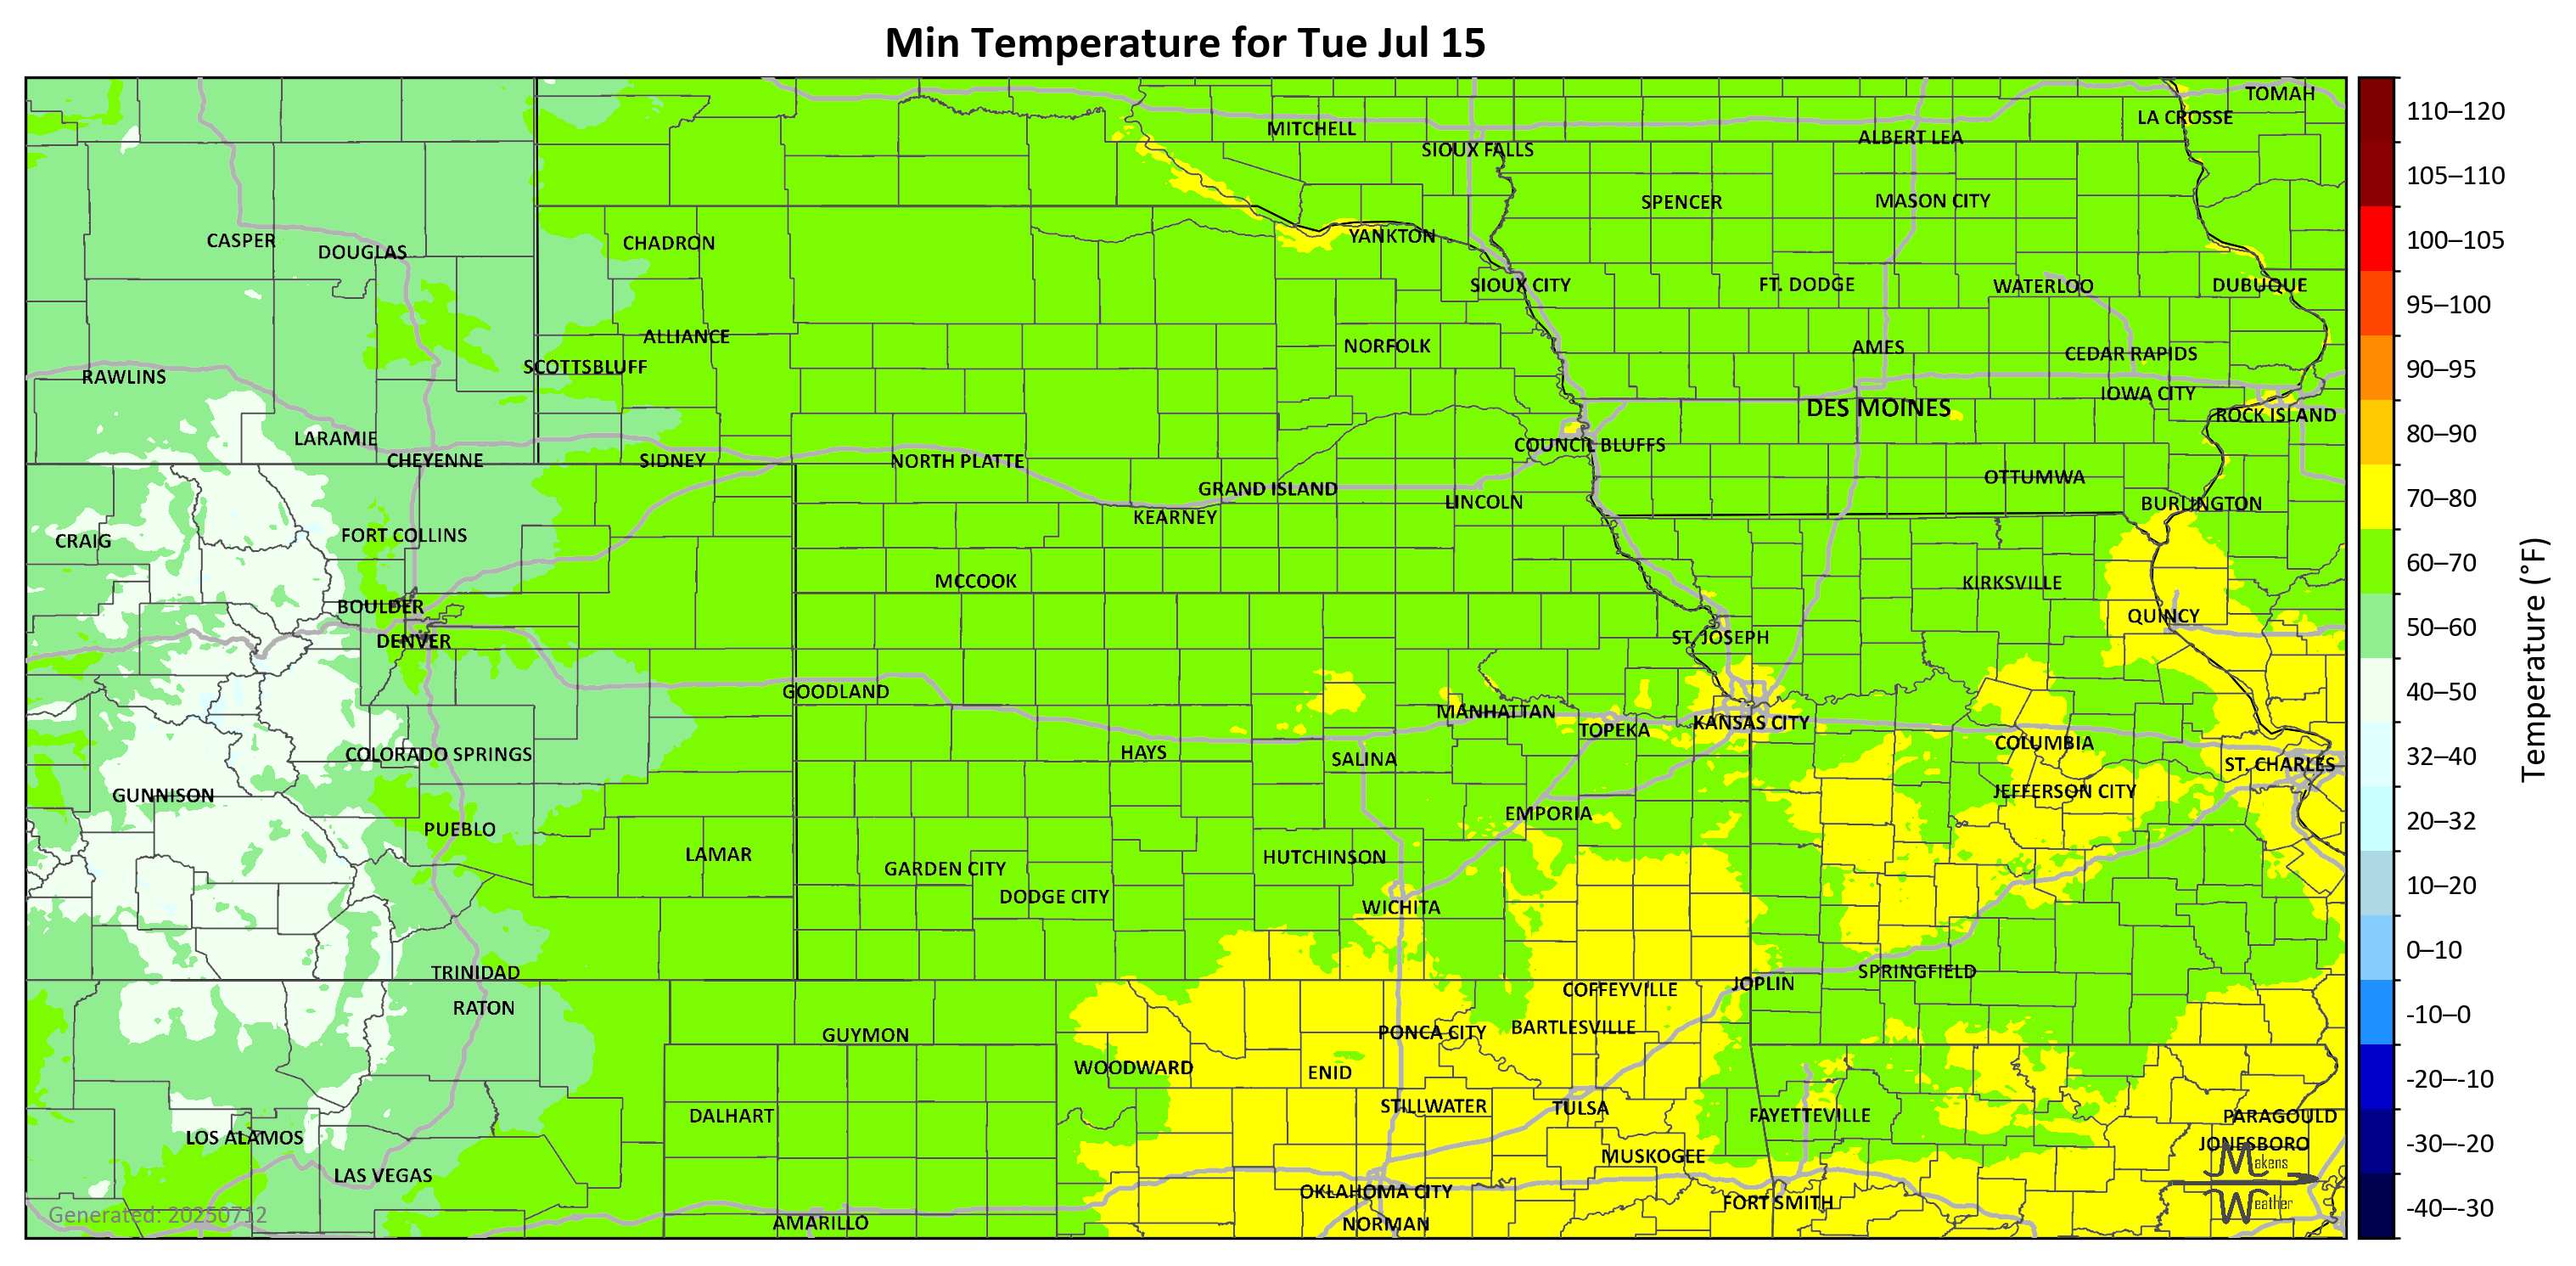 Min Temperature for Tue Jul 15
TOMAH
LA CROSSE
MITCHELL
ALBERT LEA
SIOUX FALLS
SPENCER
MASON CITY
CASPER
DOUGLAS
CHADRON
YANKTON
SIOUX CITY
FT. DODGE
WATERLOO
DUBUQUE
ALLIANCE
NORFOLK
AMES
CEDAR RAPIDS
SCOTTSBLUFF
RAWLINS
IOWA CITY
DES MOINES
ROCK ISLAND
LARAMIE
COUNCIL BLUFFS
CHEYENNE
SIDNEY
NORTH PLATTE
OTTUMWA
GRAND ISLAND
LINCOLN
BURLINGTON
KEARNEY
FORT COLLINS
CRAIG
MCCOOK
KIRKSVILLE
BOULDER
QUINCY
DENVER
ST. JOSEPH
GOODLAND
MANHATTAN
KANSAS CITY
TOPEKA
COLUMBIA
HAYS
COLORADO SPRINGS
SALINA
ST. CHARLES
JEFFERSON CITY
GUNNISON
EMPORIA
PUEBLO
LAMAR
HUTCHINSON
GARDEN CITY
DODGE CITY
WICHITA
TRINIDAD
SPRINGFIELD
JOPLIN
COFFEYVILLE
RATON
BARTLESVILLE
PONCA CITY
GUYMON
WOODWARD
ENID
STILLWATER
TULSA
DALHART
FAYETTEVILLE
PARAGOULD
LOS ALAMOS
JONESBORO
MUSKOGEE
LAS VEGAS
OKLAHOMA CITY
FORT SMITH
AMARILLO
NORMAN
Generated: 20250712
Makens
Weather
110–120
105–110
100–105
95–100
90–95
80–90
70–80
60–70
50–60
40–50
32–40
20–32
10–20
0–10
-10–0
-20–-10
-30–-20
-40–-30
Temperature (°F)